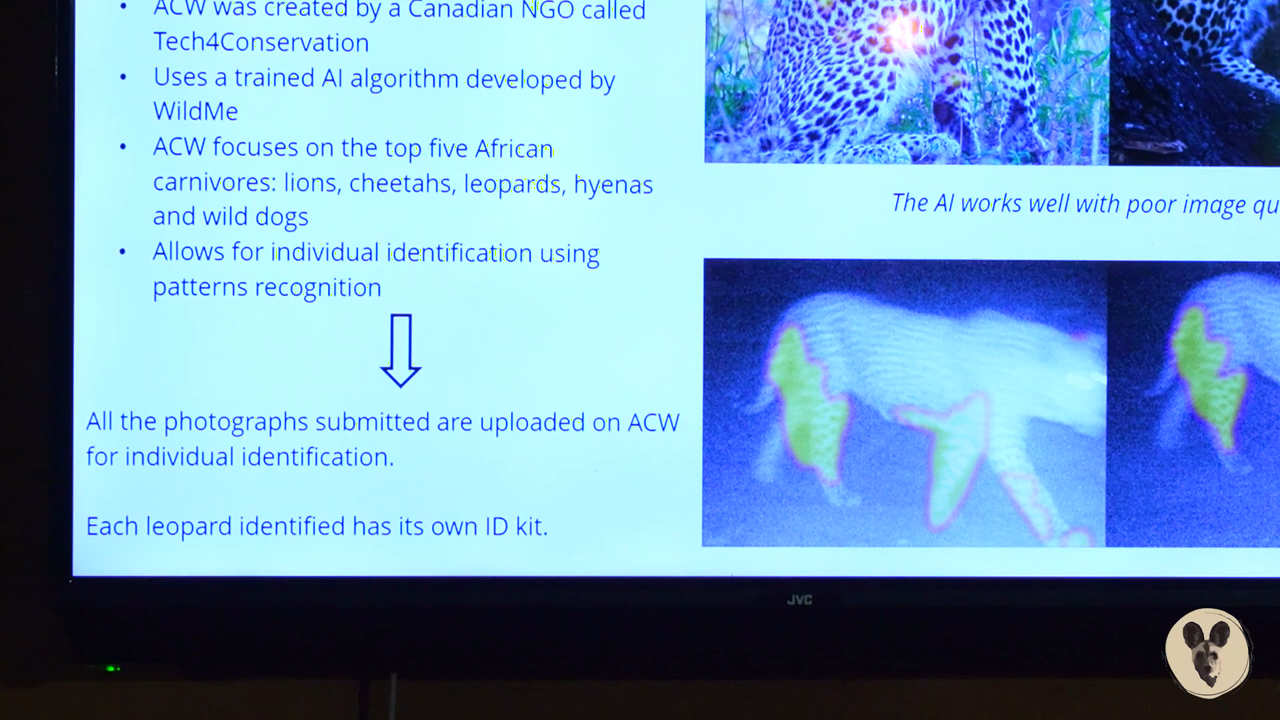 ACW was created by a Canadian NGO called
Tech4Conservation
Uses a trained AI algorithm developed by
WildMe
ACW focuses on the top five African
carnivores: lions, cheetahs, leopards, hyenas
and wild dogs
Allows for individual identification using
patterns recognition
All the photographs submitted are uploaded on ACW
for individual identification.
Each leopard identified has its own ID kit.
The AI works well with poor image qu
JVC